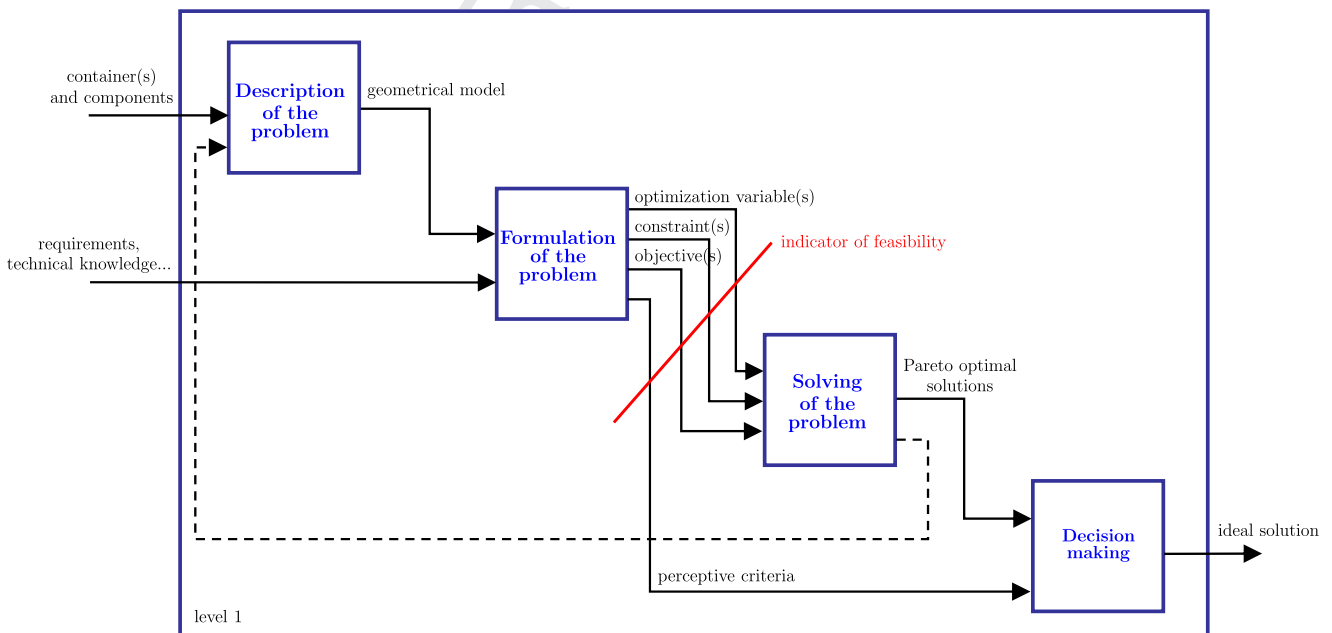 container(s)
and components
Description
of the
problem
geometrical model
requirements,
technical knowledge...
Formulation
of the
problem
optimization variable(s)
constraint(s)
objective(s)
indicator of feasibility
Solving
of the
problem
Pareto optimal
solutions
Decision
making
ideal solution
perceptive criteria
level 1